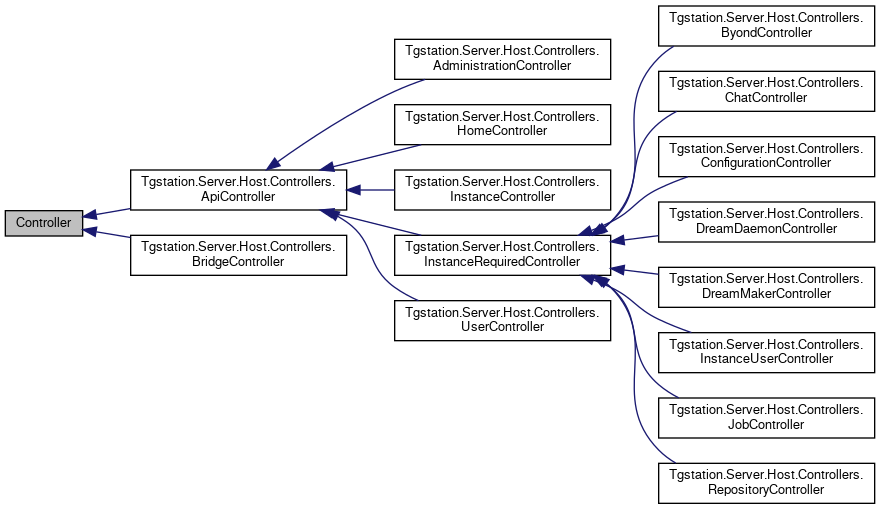 Controller
Tgstation.Server.Host.Controllers.
ApiController
Tgstation.Server.Host.Controllers.
BridgeController
Tgstation.Server.Host.Controllers.
AdministrationController
Tgstation.Server.Host.Controllers.
HomeController
Tgstation.Server.Host.Controllers.
InstanceController
Tgstation.Server.Host.Controllers.
InstanceRequiredController
Tgstation.Server.Host.Controllers.
UserController
Tgstation.Server.Host.Controllers.
ByondController
Tgstation.Server.Host.Controllers.
ChatController
Tgstation.Server.Host.Controllers.
ConfigurationController
Tgstation.Server.Host.Controllers.
DreamDaemonController
Tgstation.Server.Host.Controllers.
DreamMakerController
Tgstation.Server.Host.Controllers.
InstanceUserController
Tgstation.Server.Host.Controllers.
JobController
Tgstation.Server.Host.Controllers.
RepositoryController